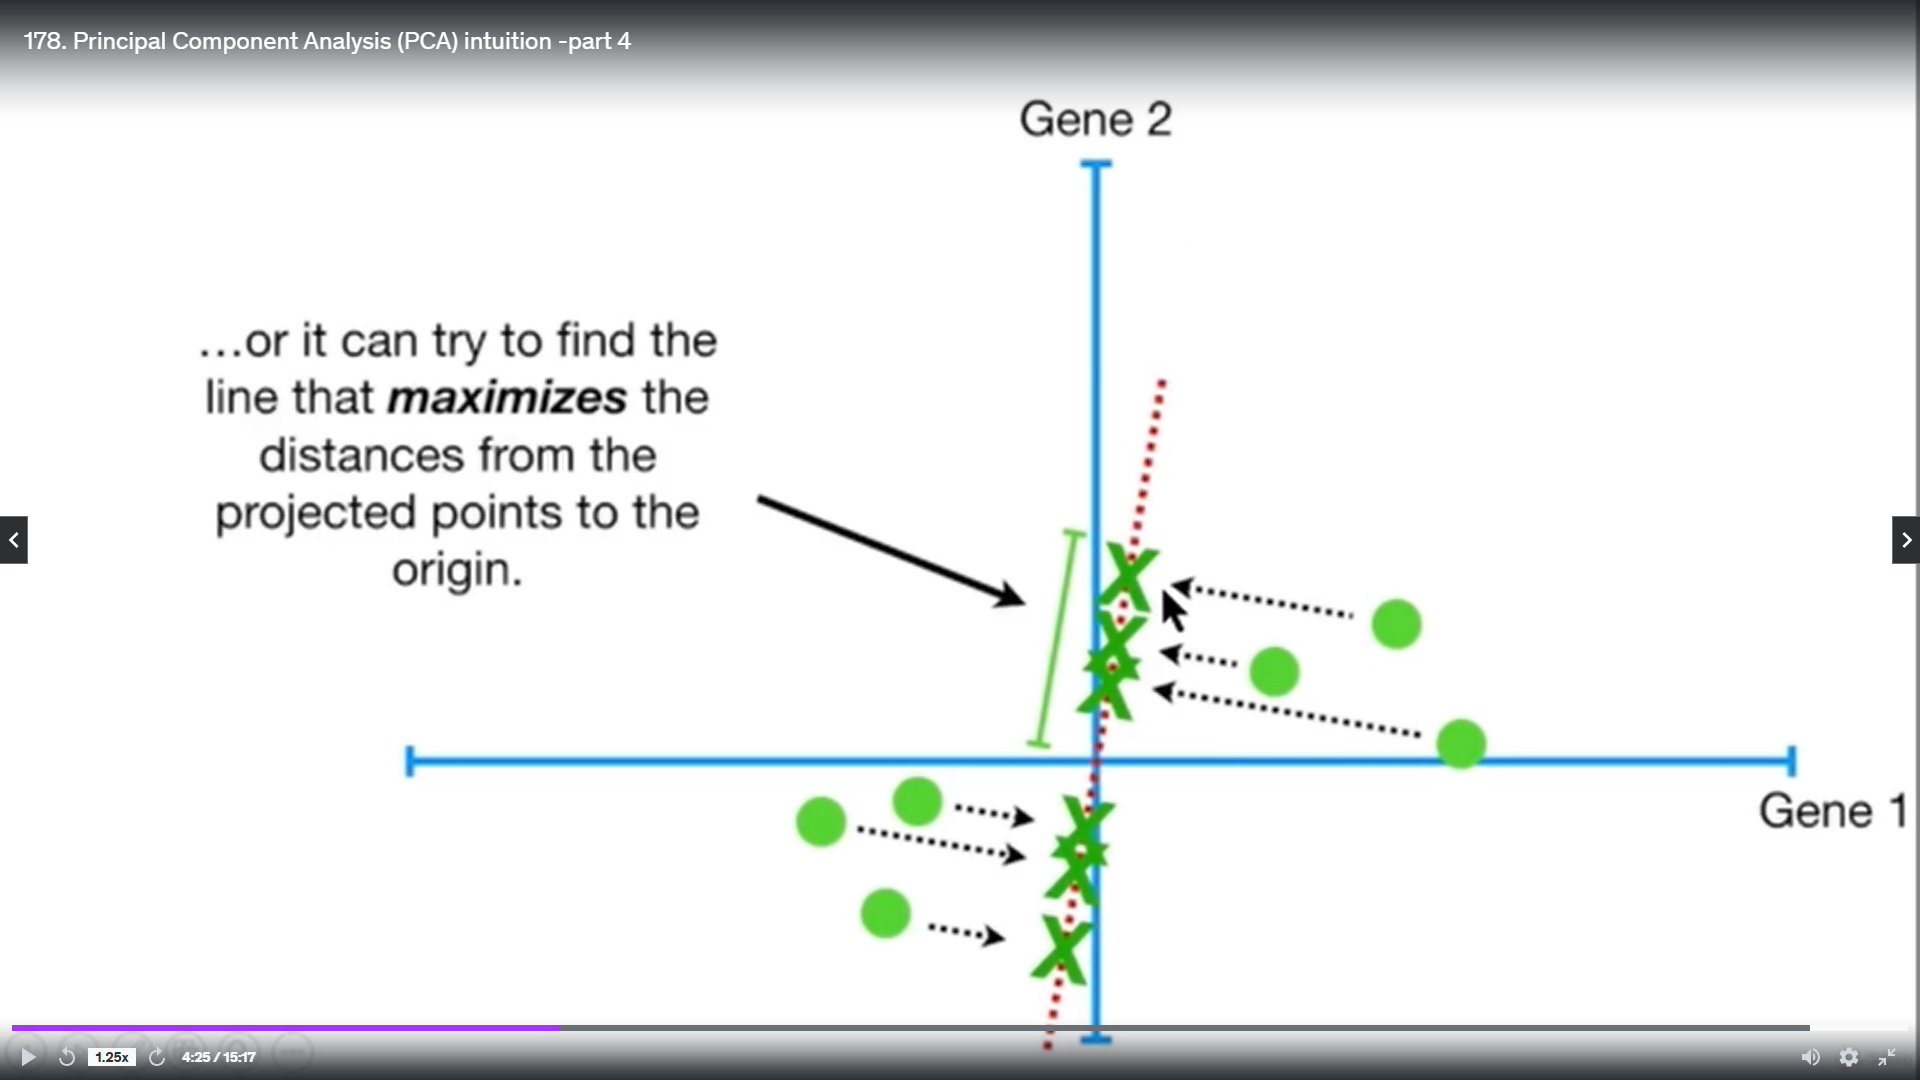 178. Principal Component Analysis (PCA) intuition -part 4
Gene 2
...or it can try to find the
line that maximizes the
distances from the
projected points to the
origin.
Gene 1
1.25x
4:25 / 15:17